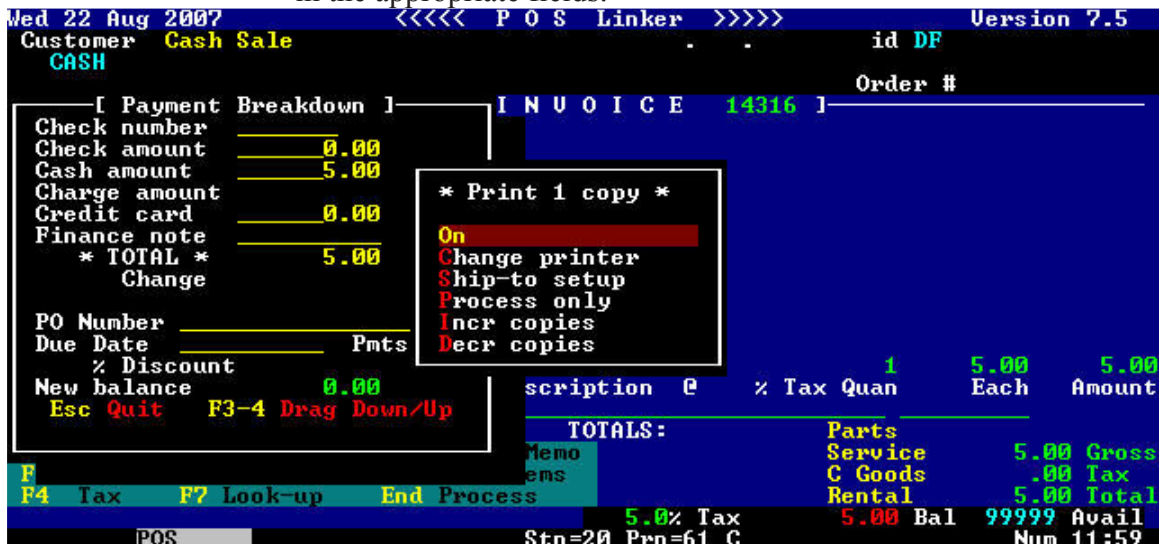 in the appropriate fields.
Wed 22 Aug 2007 <<<<< P O S Linker >>>>> Version 7.5
Customer Cash Sale . . id DF
CASH
Order #
[ Payment Breakdown ] I N V O I C E 14316 ]
Check number
Check amount 0.00
Cash amount 5.00
Charge amount
Credit card 0.00
Finance note
* TOTAL * 5.00
Change
PO Number
Due Date Pmts
% Discount
New balance 0.00
Esc Quit F3-4 Drag Down/Up
* Print 1 copy *
On
Change printer
Ship-to setup
Process only
Incr copies
Decr copies
1 5.00 5.00
scription @ % Tax Quan Each Amount
TOTALS: Parts
Memo Service 5.00 Gross
F ems C Goods .00 Tax
F4 Tax F7 Look-up End Process Rental 5.00 Total
5.0% Tax 5.00 Bal 99999 Avail
POS Stn=20 Prn=61 C Num 11:59